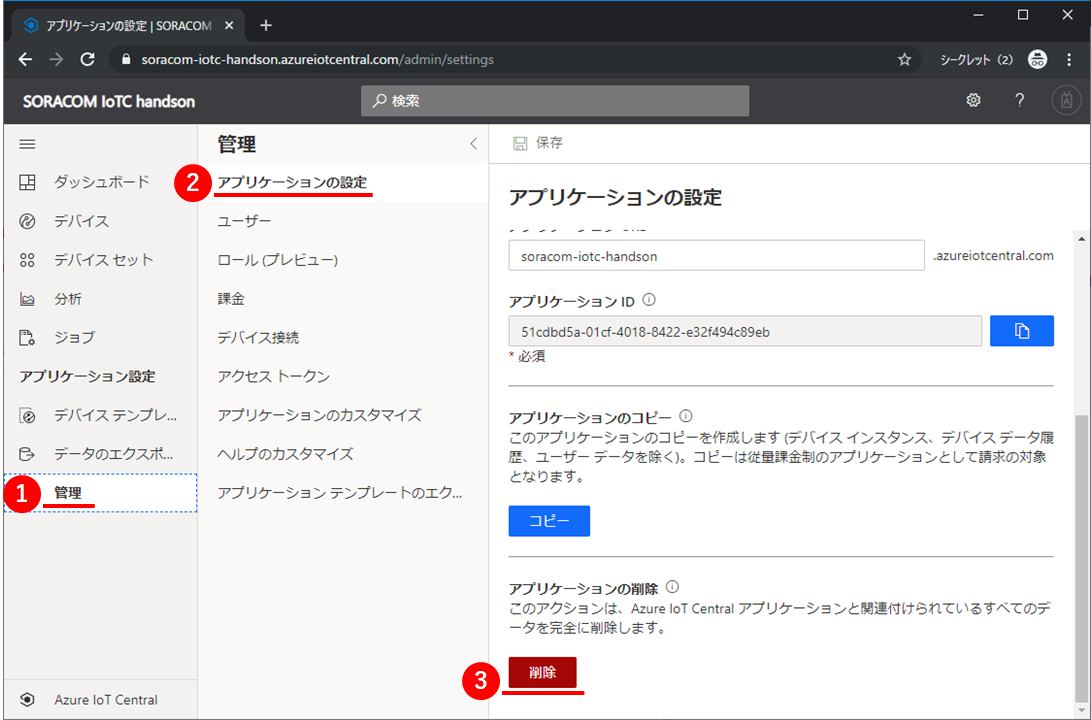 アプリケーションの設定 | SORACOM
soracom-iotc-handson.azureiotcentral.com/admin/settings
シークレット (2)
SORACOM IoTC handson
検索
?
ダッシュボード
デバイス
デバイス セット
分析
ジョブ
アプリケーション設定
デバイス テンプレ...
データのエクスポ...
1
管理
Azure IoT Central
管理
2
アプリケーションの設定
ユーザー
ロール (プレビュー)
課金
デバイス接続
アクセス トークン
アプリケーションのカスタマイズ
ヘルプのカスタマイズ
アプリケーション テンプレートのエク...
保存
アプリケーションの設定
soracom-iotc-handson
.azureiotcentral.com
アプリケーション ID
51cdbd5a-01cf-4018-8422-e32f494c89eb
* 必須
アプリケーションのコピー
このアプリケーションのコピーを作成します (デバイス インスタンス、デバイス データ履
歴、ユーザー データを除く)。コピーは従量課金制のアプリケーションとして請求の対象
となります。
コピー
アプリケーションの削除
このアクションは、Azure IoT Central アプリケーションと関連付けられているすべてのデ
ータを完全に削除します。
3
削除